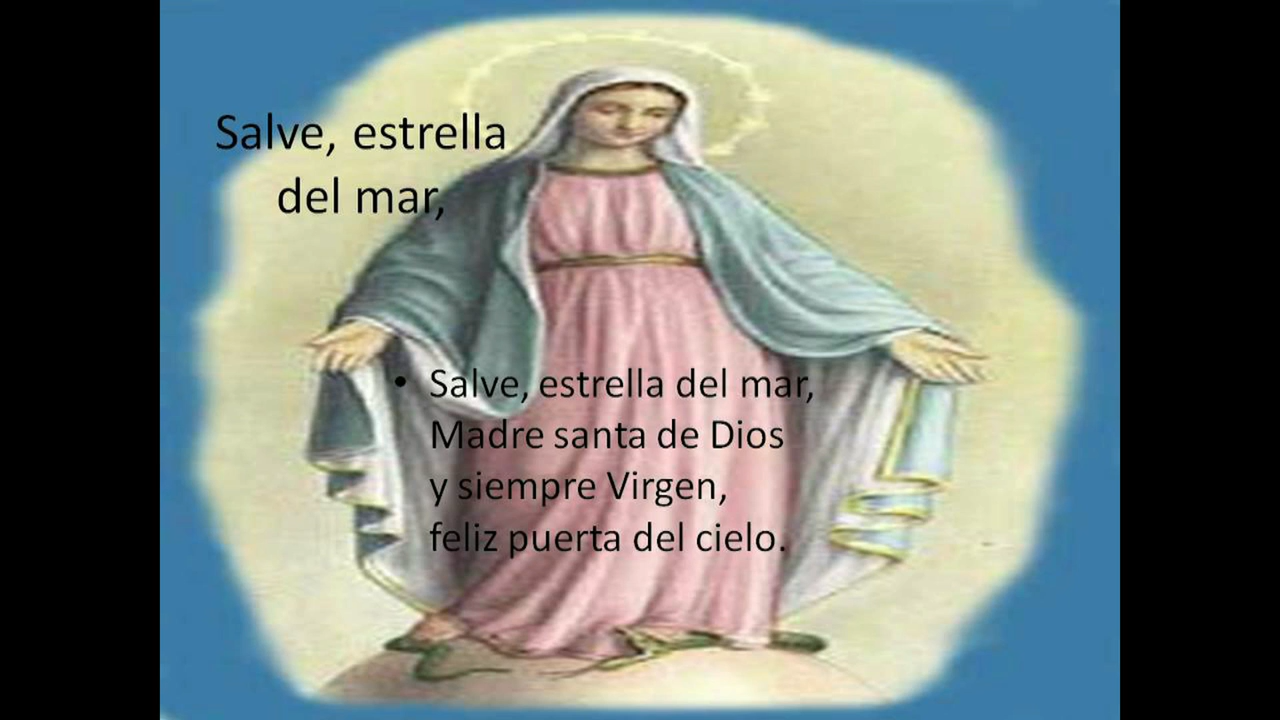 Salve, estrella
del mar,
• Salve, estrella del mar,
Madre santa de Dios
y siempre Virgen,
feliz puerta del cielo.